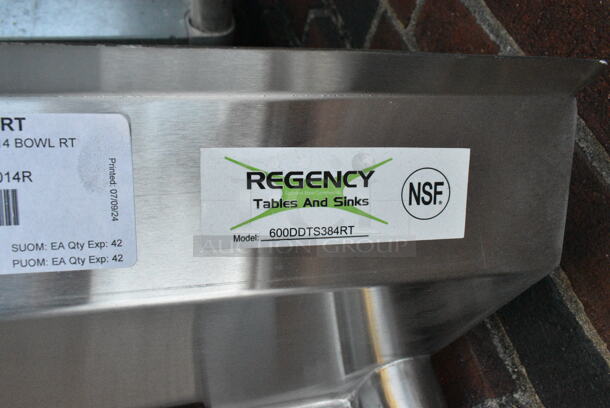 RT
14 BOWL RT
014R
Printed: 07/09/24
SUOM: EA Qty Exp: 42
PUOM: EA Qty Exp: 42
REGENCY
Tables And Sinks
NSF®
Model: 600DDTS384RT
AUCTION GROUP